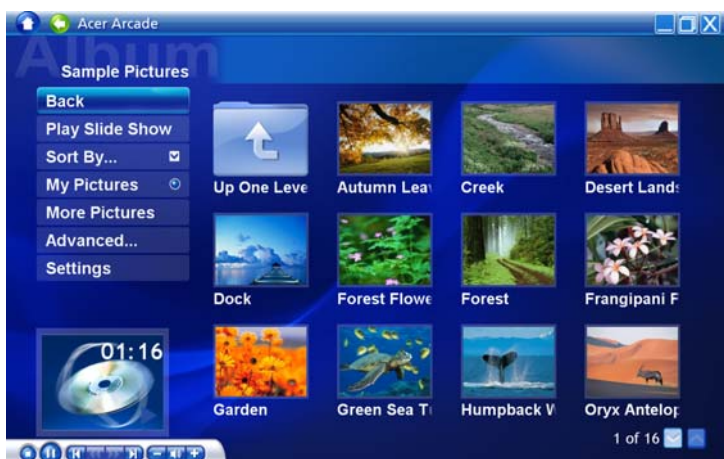 Acer Arcade
Album
Sample Pictures
Back
Play Slide Show
Sort By...
My Pictures
More Pictures
Advanced...
Settings
Up One Leve
Autumn Leav
Creek
Desert Lands
Dock
Forest Flowe
Forest
Frangipani F
Garden
Green Sea T
Humpback W
Oryx Antelop
01:16
1 of 16